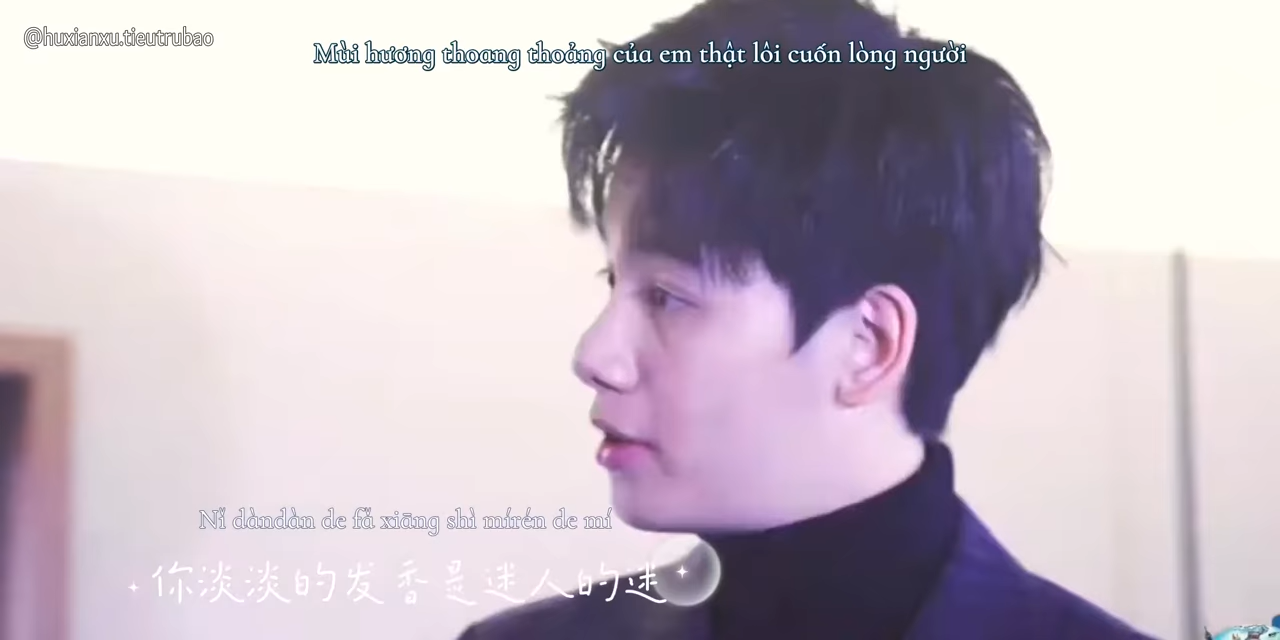 @huxianxu.tieutrubao
Mùi hương thoang thoảng của em thật lôi cuốn lòng người
Nǐ dàndàn de fǎ xiāng shì mírén de mí
你淡淡的发香是迷人的迷